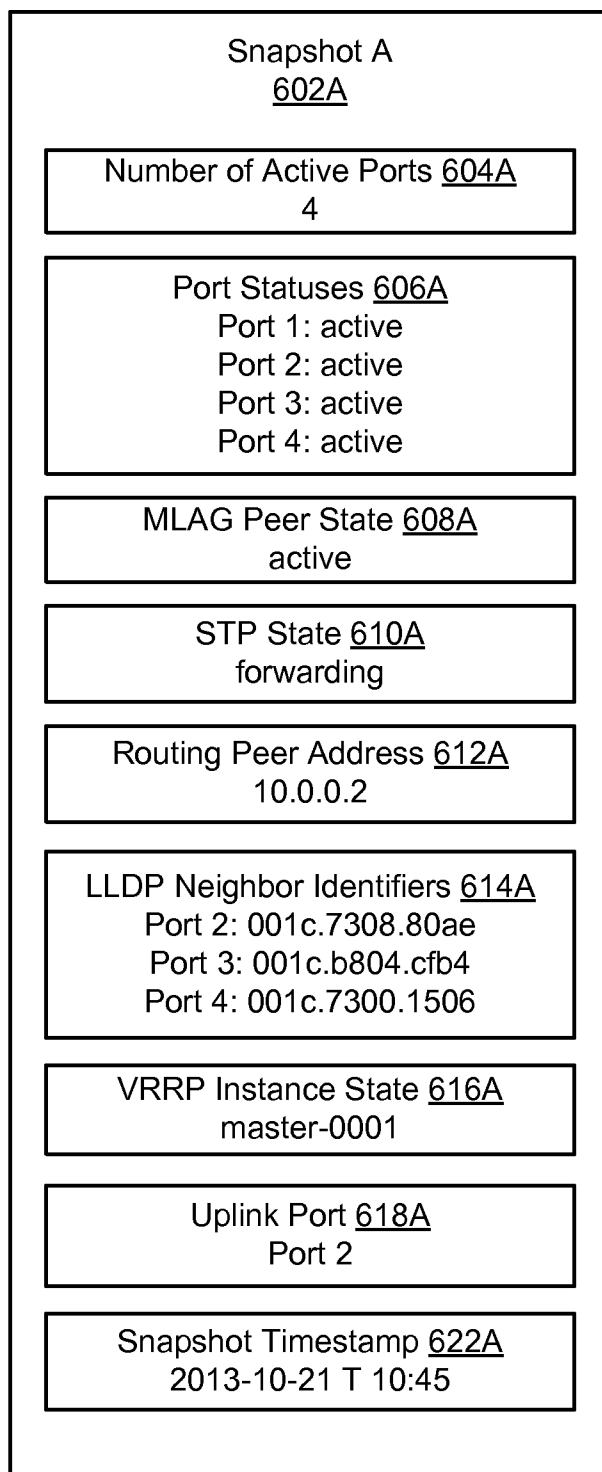 Snapshot A
602A
Number of Active Ports 604A
4
Port Statuses 606A
Port 1: active
Port 2: active
Port 3: active
Port 4: active
MLAG Peer State 608A
active
STP State 610A
forwarding
Routing Peer Address 612A
10.0.0.2
LLDP Neighbor Identifiers 614A
Port 2: 001c.7308.80ae
Port 3: 001c.b804.cfb4
Port 4: 001c.7300.1506
VRRP Instance State 616A
master-0001
Uplink Port 618A
Port 2
Snapshot Timestamp 622A
2013-10-21 T 10:45